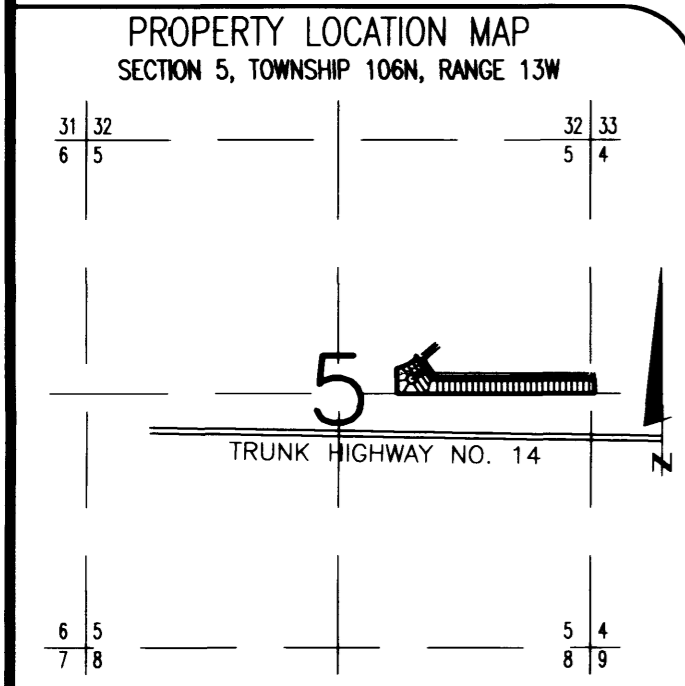 PROPERTY LOCATION MAP
SECTION 5, TOWNSHIP 106N, RANGE 13W
31 32 32 33
6 5 5 4
5
TRUNK HIGHWAY NO. 14
N
6 5 5 4
7 8 8 9